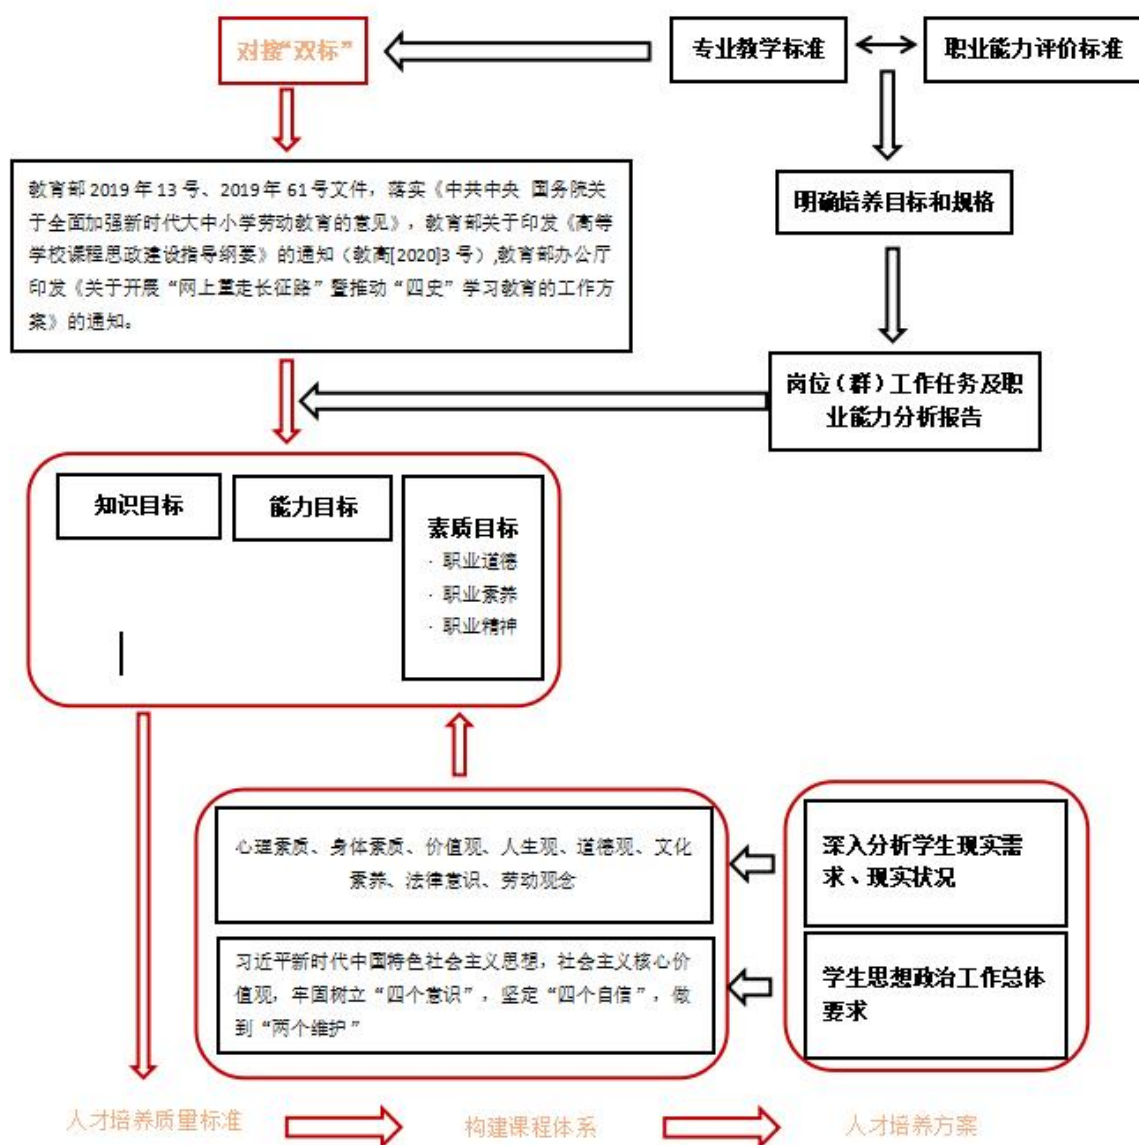 对接“双标”
专业教学标准
职业能力评价标准
教育部 2019 年 13 号、2019 年 61 号文件，落实《中共中央 国务院关
于全面加强新时代大中小学劳动教育的意见》，教育部关于印发《高等
学校课程思政建设指导纲要》的通知（教高[2020]3 号）,教育部办公厅
印发《关于开展“网上重走长征路”暨推动“四史”学习教育的工作方
案》的通知。
明确培养目标和规格
岗位（群）工作任务及职
业能力分析报告
知识目标
能力目标
素质目标
· 职业道德
· 职业素养
· 职业精神
心理素质、身体素质、价值观、人生观、道德观、文化
素养、法律意识、劳动观念
深入分析学生现实需
求、现实状况
习近平新时代中国特色社会主义思想，社会主义核心价
值观，牢固树立“四个意识”，坚定“四个自信”，做
到“两个维护”
学生思想政治工作总体
要求
人才培养质量标准
构建课程体系
人才培养方案